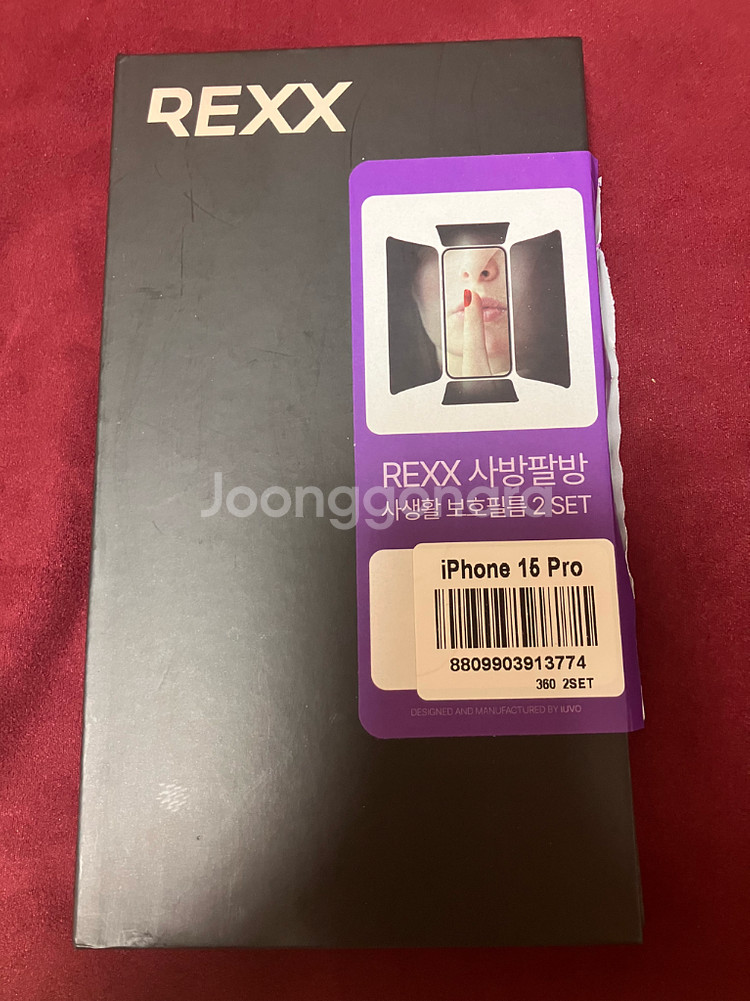 REXX
REXX 사방팔방
사생활 보호필름 2 SET
Joonggonara
iPhone 15 Pro
8809903913774
360 2SET
DESIGNED AND MANUFACTURED BY IUVO